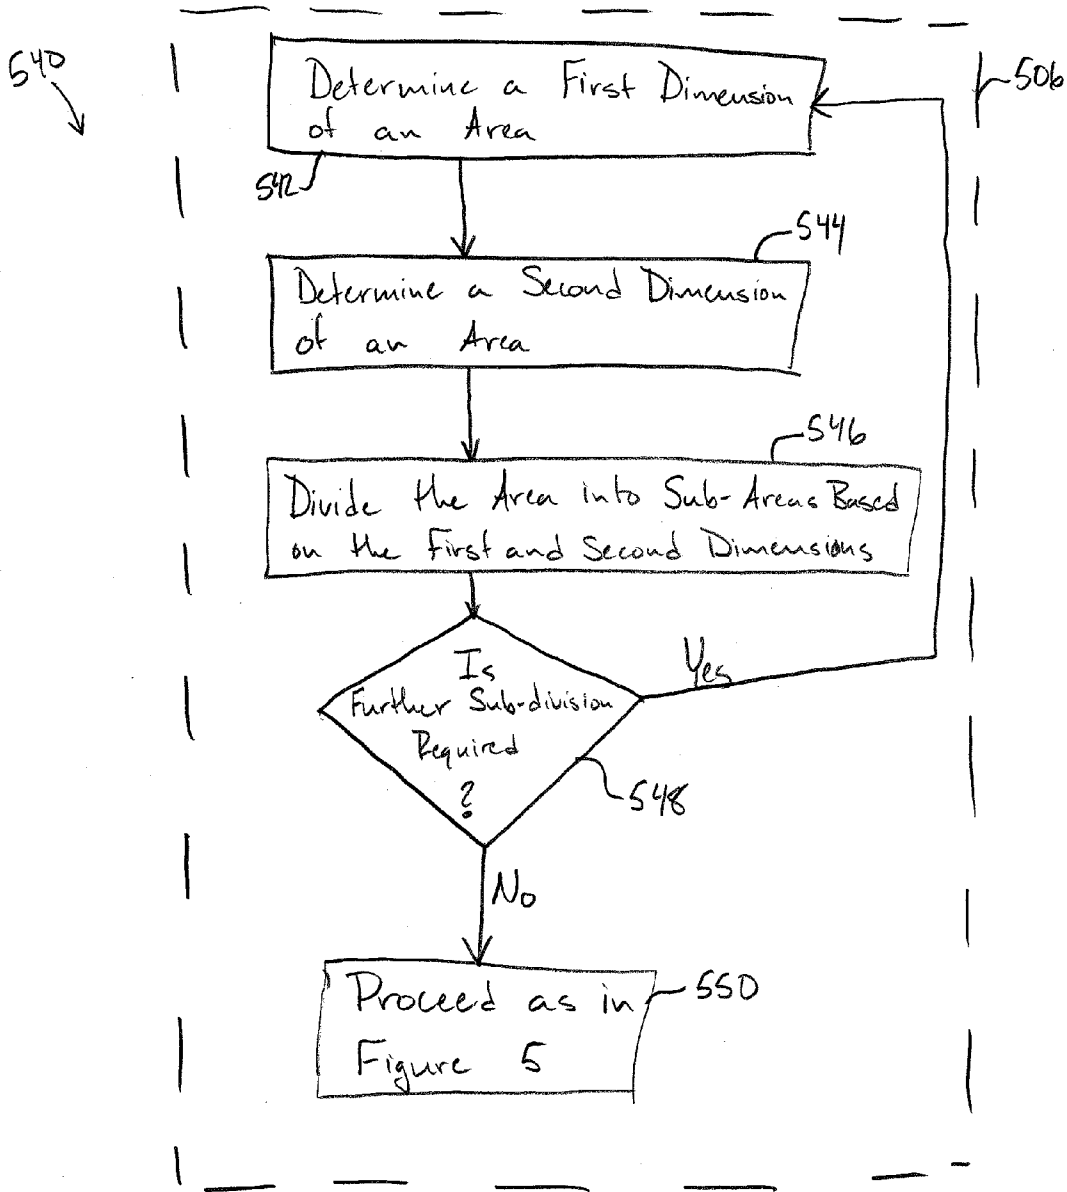 540
506
Determine a First Dimension
of an Area
542
544
Determine a Second Dimension
of an Area
546
Divide the Area into Sub-Areas Based
on the First and Second Dimensions
Is
Further Sub-division
Required
?
Yes
548
No
Proceed as in
Figure 5
550